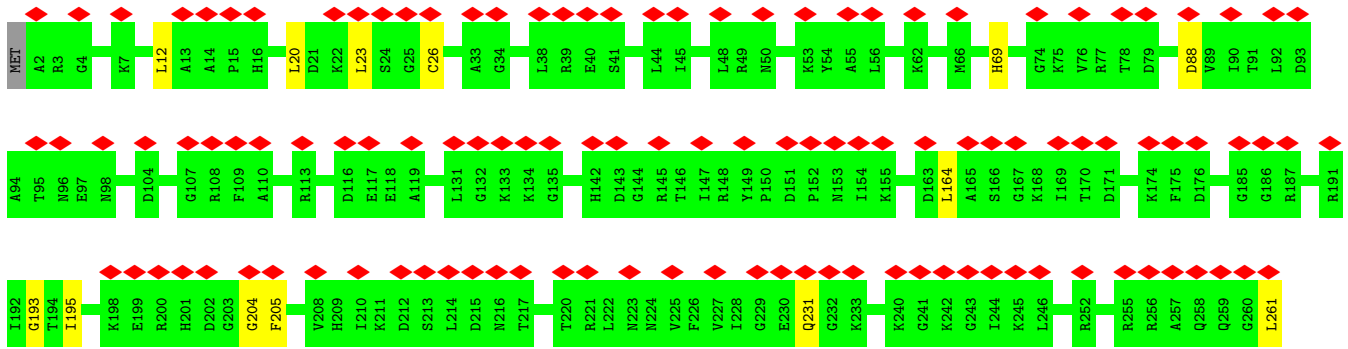 MET A2 R3 G4 K7 L12 A13 A14 P15 H16 L20 D21 K22 L23 S24 G25 C26 A33 G34 L38 R39 E40 S41 L44 I45 L48 R49 N50 K53 Y54 A55 L56 K62 M66 H69 G74 K75 V76 R77 T78 D79 D88 V89 I90 T91 L92 D93
A94 T95 N96 E97 N98 D104 G107 R108 F109 A110 R113 D116 E117 E118 A119 L131 G132 K133 K134 G135 H142 D143 G144 R145 T146 I147 R148 Y149 P150 D151 P152 N153 I154 K155 D163 L164 A165 S166 G167 K168 I169 T170 D171 K174 F175 D176 G185 G186 R187 R191
I192 G193 T194 I195 K198 E199 R200 H201 D202 G203 G204 F205 V208 H209 I210 K211 D212 S213 L214 D215 N216 T217 T220 R221 L222 N223 N224 V225 F226 V227 I228 G229 E230 Q231 G232 K233 K240 G241 K242 G243 I244 K245 L246 R252 R255 R256 A257 Q258 Q259 G260 L261